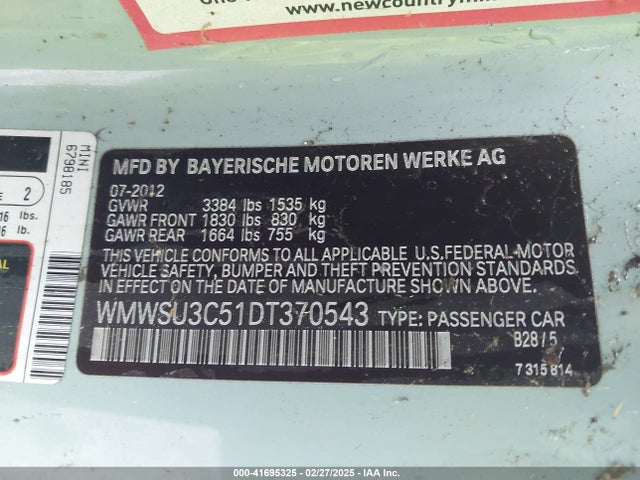 www.newcountrymini
MINI
6798185
E 2
16 lbs.
6 lb.
MFD BY BAYERISCHE MOTOREN WERKE AG
07-2012
GVWR 3384 lbs 1535 kg
GAWR FRONT 1830 lbs 830 kg
GAWR REAR 1664 lbs 755 kg
THIS VEHICLE CONFORMS TO ALL APPLICABLE U.S.FEDERAL-MOTOR
VEHICLE SAFETY, BUMPER AND THEFT PREVENTION STANDARDS
IN EFFECT ON THE DATE OF MANUFACTURE SHOWN ABOVE.
WMWSU3C51DT370543 TYPE: PASSENGER CAR
B28/5
7 315 814
000-41695325 - 02/27/2025 - IAA Inc.